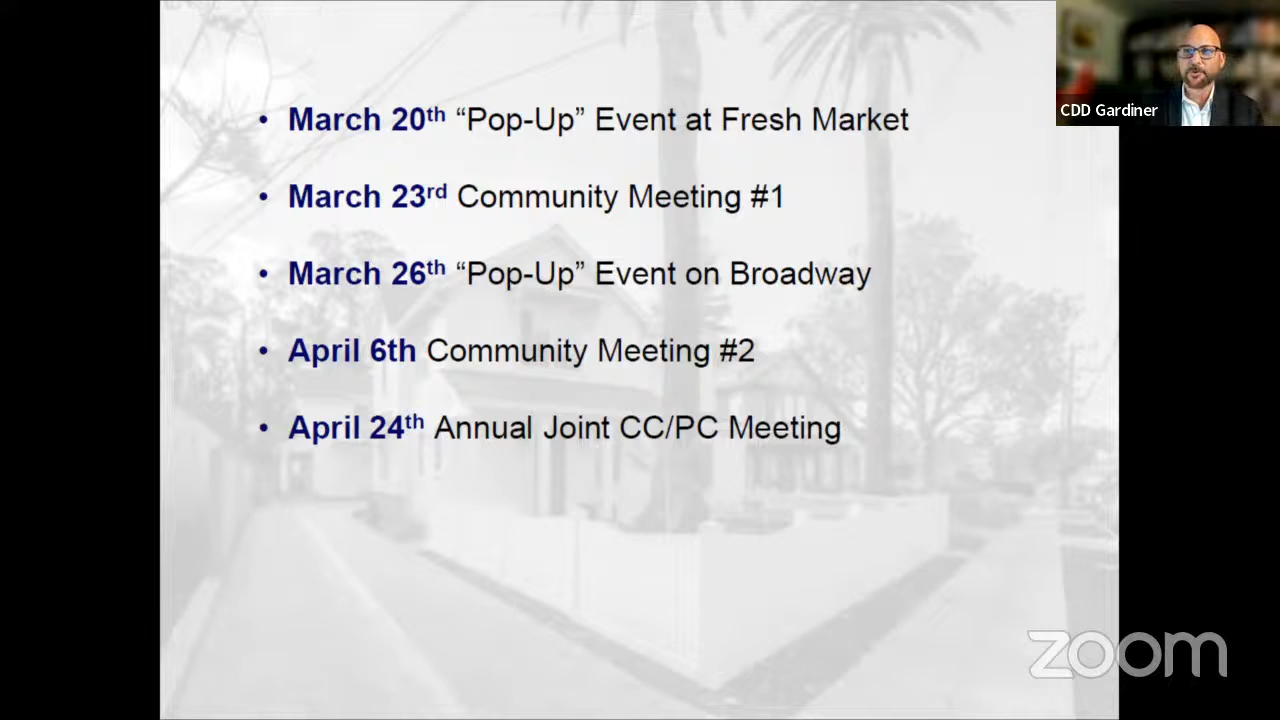 • March 20th “Pop-Up” Event at Fresh Market
CDD Gardiner
• March 23rd Community Meeting #1
• March 26th “Pop-Up” Event on Broadway
• April 6th Community Meeting #2
• April 24th Annual Joint CC/PC Meeting
zoom